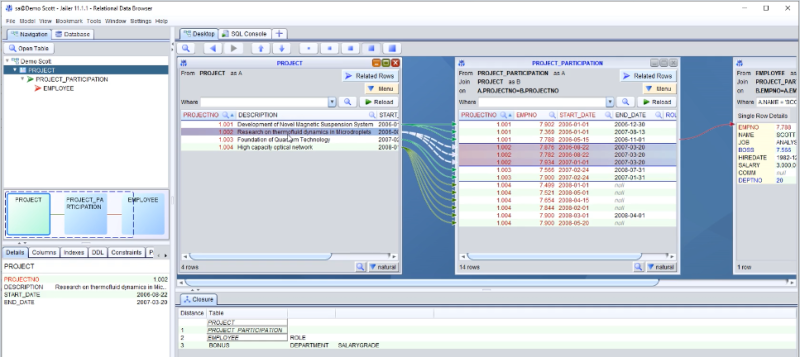 sa@Demo Scott - Jailer 11.1.1 - Relational Data Browser
File Model View Bookmark Tools Window Settings Help
Navigation Database
Open Table
Demo Scott
PROJECT
PROJECT_PARTICIPATION
EMPLOYEE
PROJECT PROJECT_PA RTICIPATION EMPLOYEE
Details Columns Indexes DDL Constraints P
PROJECT
PROJECTNO 1.002
DESCRIPTION Research on thermofluid dynamics in Mic...
START_DATE 2006-08-22
END_DATE 2007-03-20
Desktop SQL Console
PROJECT
From PROJECT as A
Related Rows
Menu
Where Reload
PROJECTNO DESCRIPTION START_
1.001 Development of Novel Magnetic Suspension System 2006-0
1.002 Research on thermofluid dynamics in Microdroplets 2006-0
1.003 Foundation of Quantum Technology 2007-0
1.004 High capacity optical network 2008-0
4 rows natural
PROJECT_PARTICIPATION
From PROJECT_PARTICIPATION as A
Join PROJECT as B
on A.PROJECTNO=B.PROJECTNO
Related Rows
Menu
Where Reload
PROJECTNO EMPNO START_DATE END_DATE ROL
1.001 7.902 2006-01-01 2006-12-30
1.001 7.369 2006-01-01 2007-08-13
1.001 7.788 2006-05-15 2006-11-01
1.002 7.876 2006-08-22 2007-03-20
1.002 7.782 2006-08-22 2007-03-20
1.002 7.934 2006-08-22 2007-03-20
1.003 7.566 2007-02-24 2007-07-31
1.003 7.900 2007-02-24 2007-01-31
1.004 7.499 2008-01-01 null
1.004 7.521 2008-05-01 null
1.004 7.654 2008-04-15 null
1.004 7.844 2008-02-01 null
1.004 7.900 2008-03-01 2008-04-01
1.004 7.900 2008-05-20 null
14 rows natural
EMPLOYEE
From EMPLOYEE as A
Join PROJECT_PAR
on B.EMPNO=A.EM
Where A.NAME = 'S
Single Row Details
EMPNO 7.788
NAME SCOTT
JOB ANALYS
BOSS 7.566
HIREDATE 1982-12
SALARY 3,000.0
COMM null
DEPTNO 20
1 row
Closure
Distance Table
PROJECT
1 PROJECT_PARTICIPATION
2 EMPLOYEE ROLE
3 BONUS DEPARTMENT SALARYGRADE